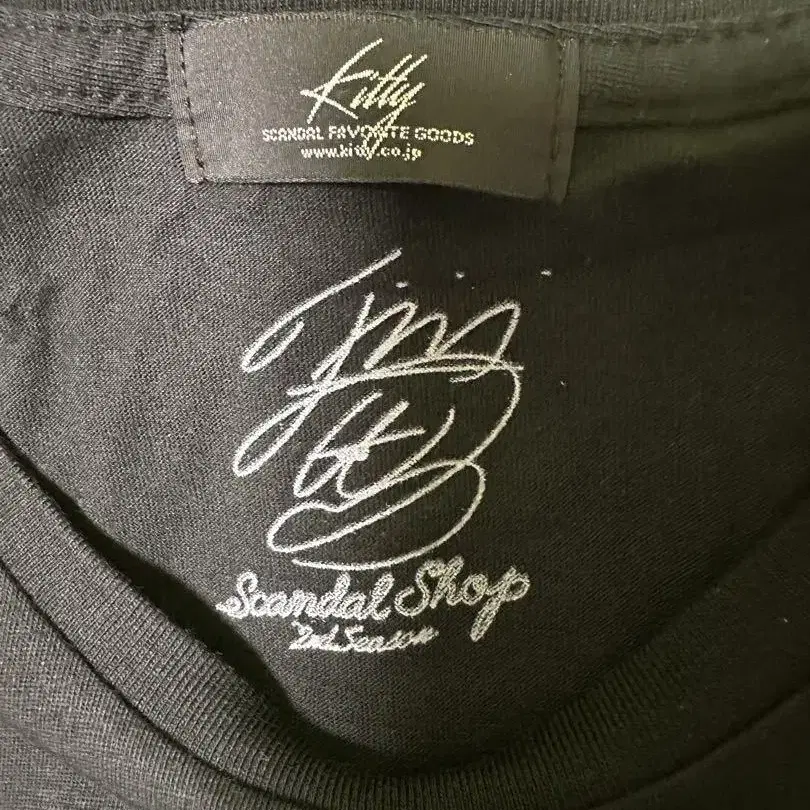 Kitty
SCANDAL FAVORITE GOODS
www.kitty.co.jp
Scandal Shop
2nd Season